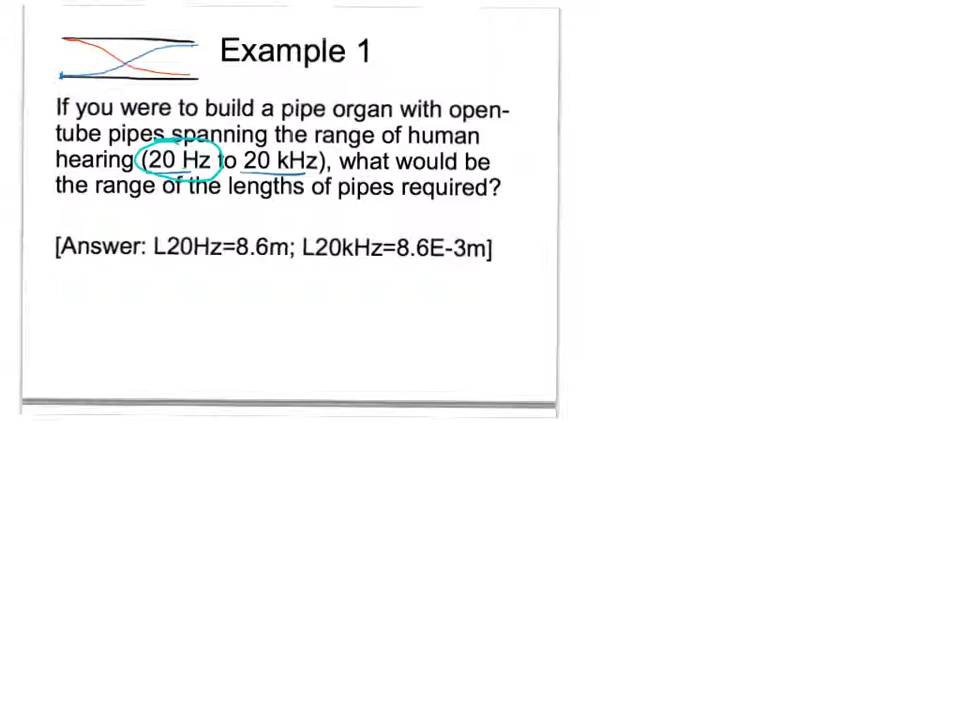 Example 1
If you were to build a pipe organ with open-
tube pipes spanning the range of human
hearing (20 Hz to 20 kHz), what would be
the range of the lengths of pipes required?
[Answer: L20Hz=8.6m; L20kHz=8.6E-3m]